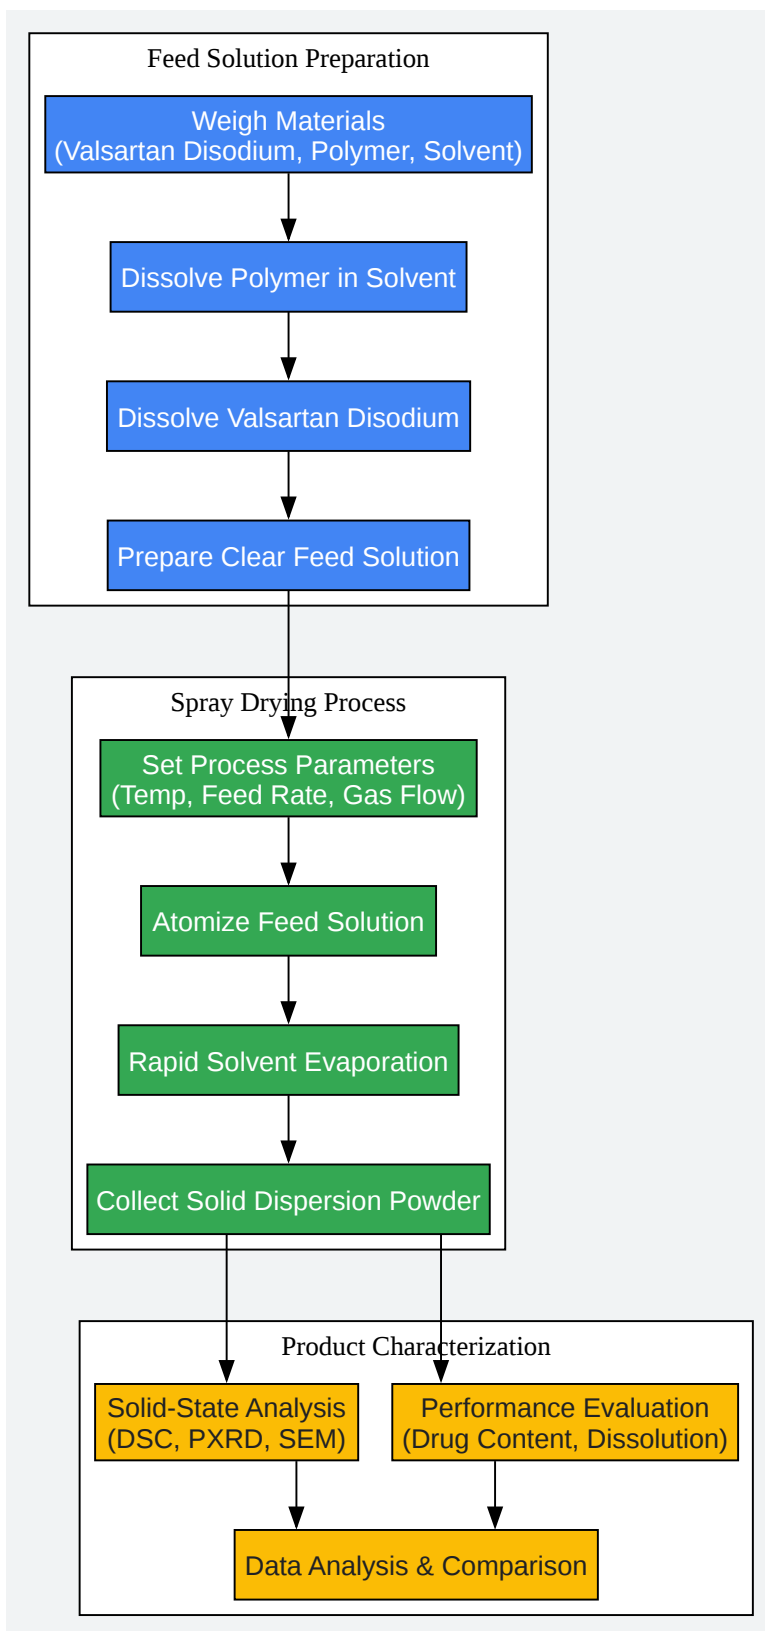 Feed Solution Preparation
Weigh Materials
(Valsartan Disodium, Polymer, Solvent)
Dissolve Polymer in Solvent
Dissolve Valsartan Disodium
Prepare Clear Feed Solution
Spray Drying Process
Set Process Parameters
(Temp, Feed Rate, Gas Flow)
Atomize Feed Solution
Rapid Solvent Evaporation
Collect Solid Dispersion Powder
Product Characterization
Solid-State Analysis
(DSC, PXRD, SEM)
Performance Evaluation
(Drug Content, Dissolution)
Data Analysis & Comparison